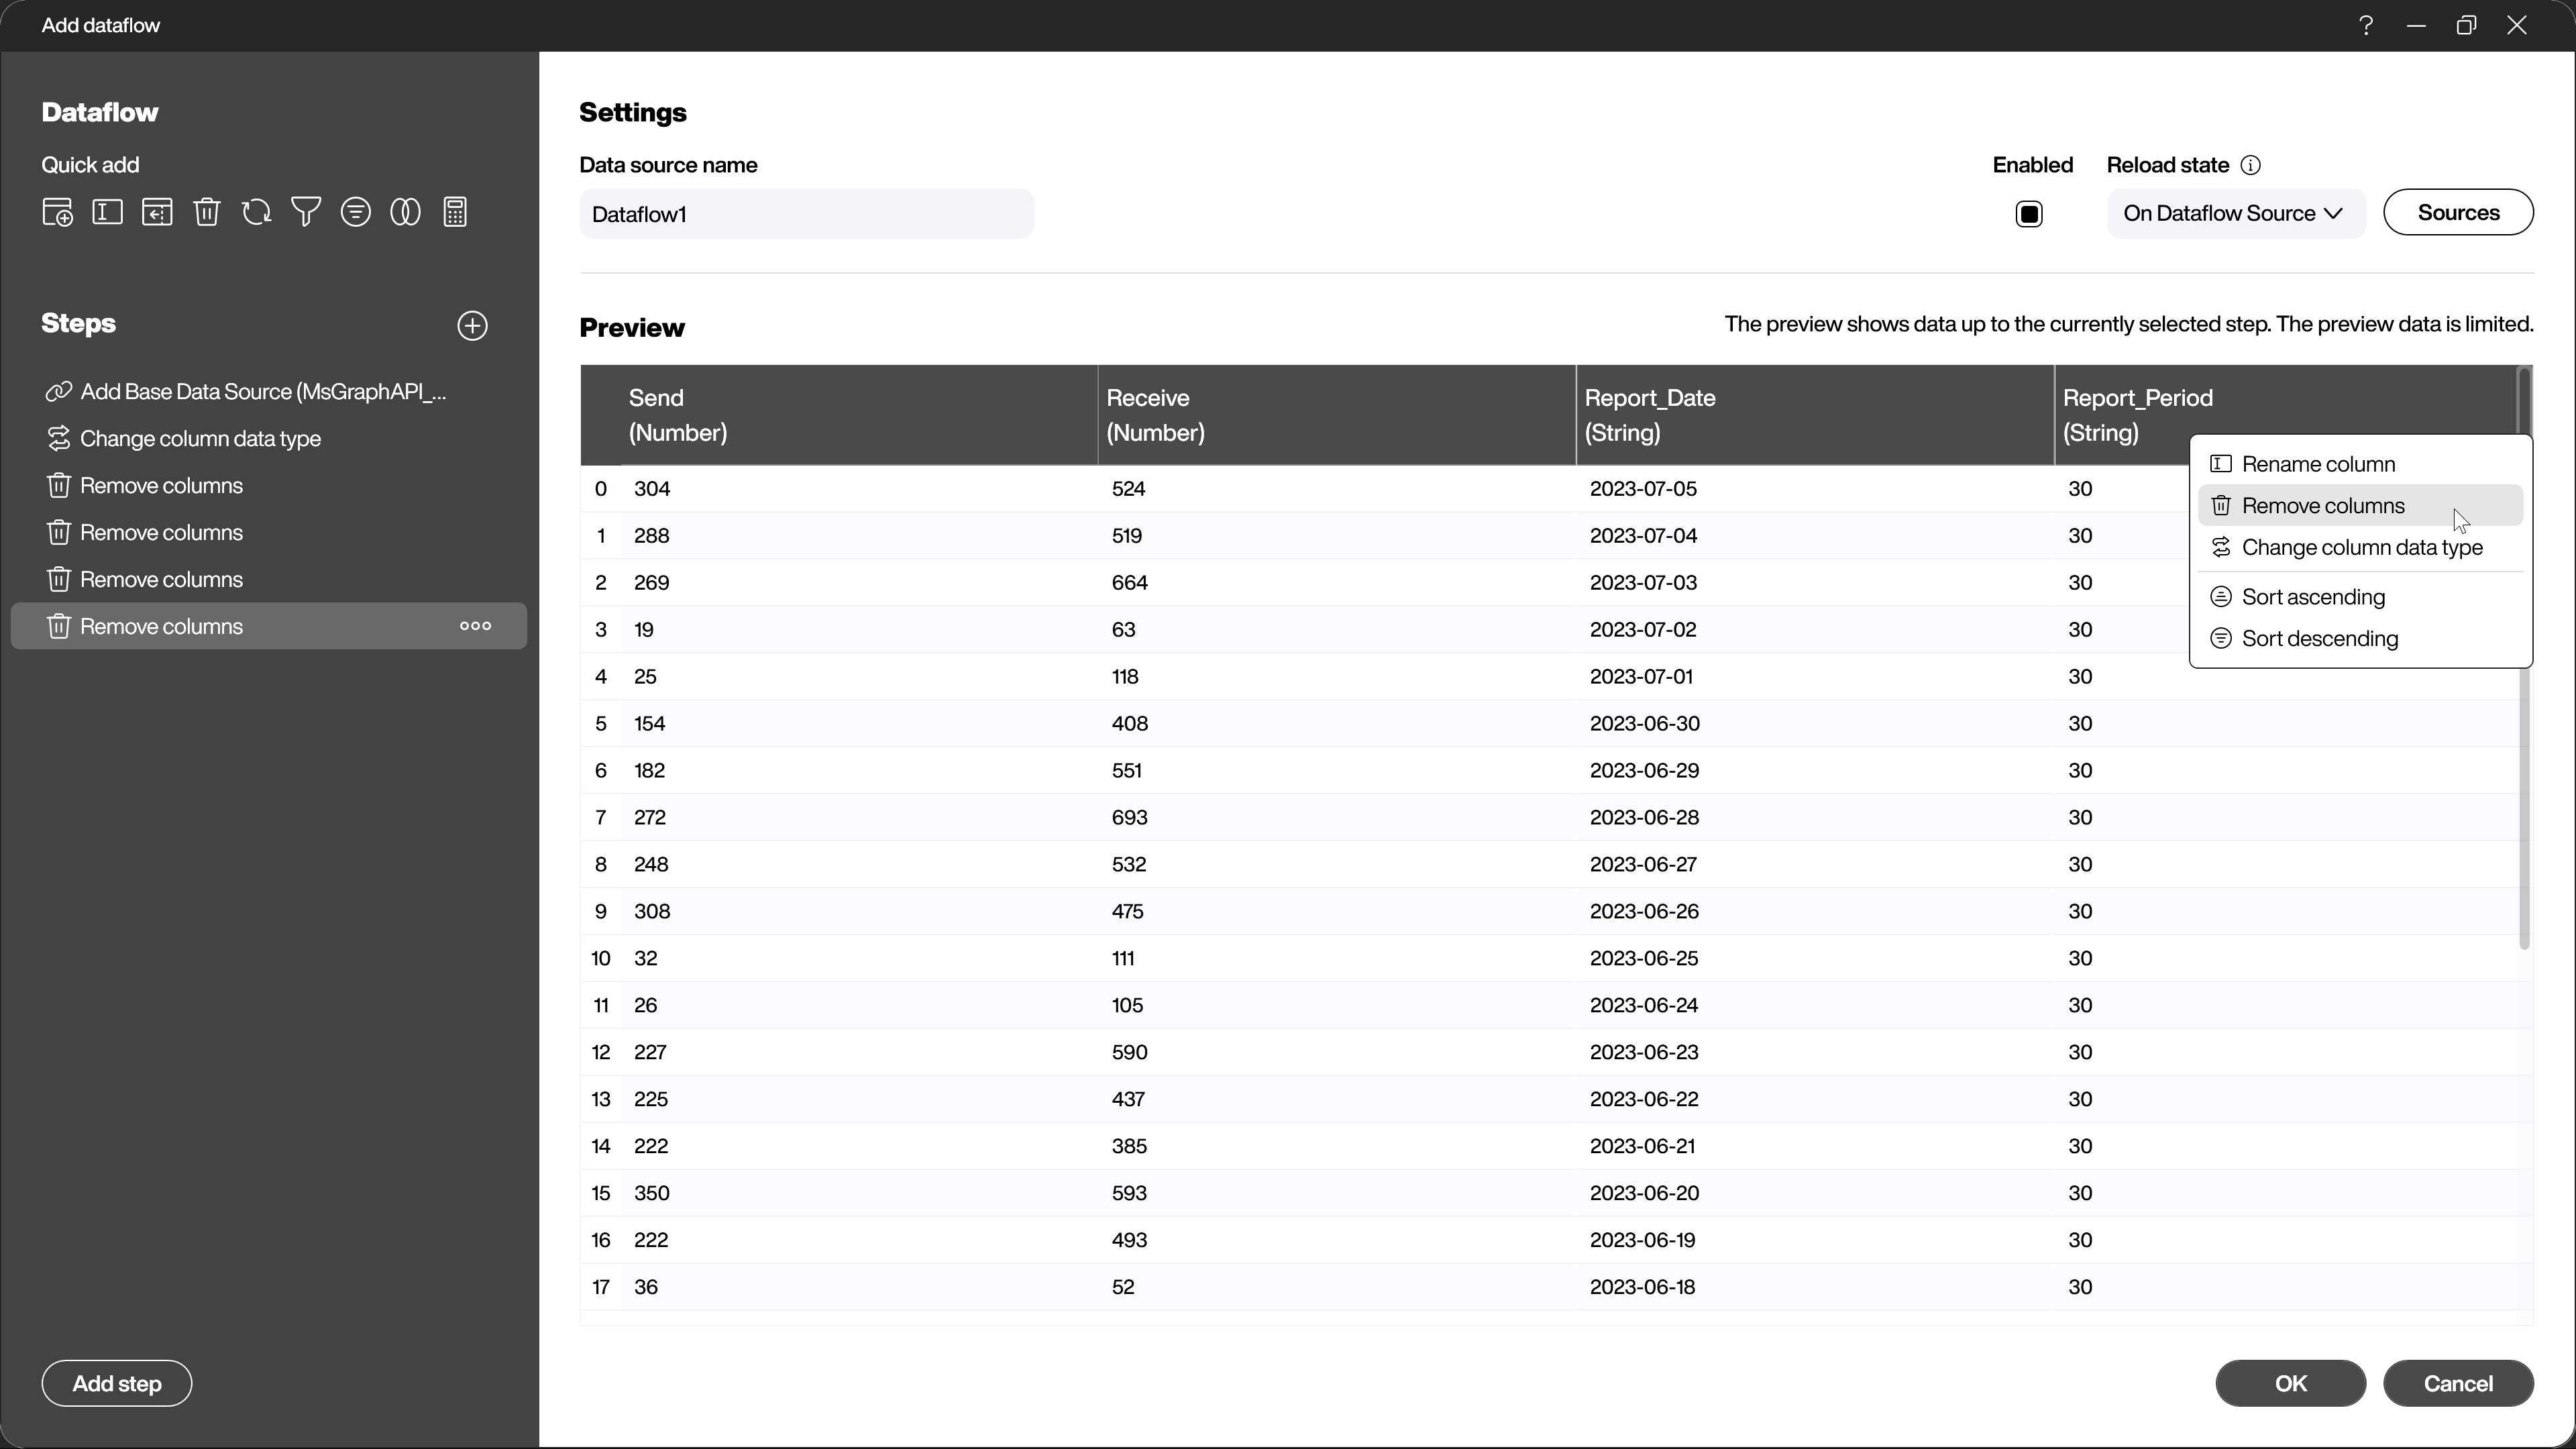 Add dataflow
Dataflow
Quick add
Steps
Add Base Data Source (MsGraphAPI_...
Change column data type
Remove columns
Remove columns
Remove columns
Remove columns
Add step
Settings
Data source name
Dataflow1
Enabled
Reload state
On Dataflow Source
Sources
Preview
The preview shows data up to the currently selected step. The preview data is limited.
Send (Number) Receive (Number) Report_Date (String) Report_Period (String)
0 304 524 2023-07-05 30
1 288 519 2023-07-04 30
2 269 664 2023-07-03 30
3 19 63 2023-07-02 30
4 25 118 2023-07-01 30
5 154 408 2023-06-30 30
6 182 551 2023-06-29 30
7 272 693 2023-06-28 30
8 248 532 2023-06-27 30
9 308 475 2023-06-26 30
10 32 111 2023-06-25 30
11 26 105 2023-06-24 30
12 227 590 2023-06-23 30
13 225 437 2023-06-22 30
14 222 385 2023-06-21 30
15 350 593 2023-06-20 30
16 222 493 2023-06-19 30
17 36 52 2023-06-18 30
Rename column
Remove columns
Change column data type
Sort ascending
Sort descending
OK
Cancel